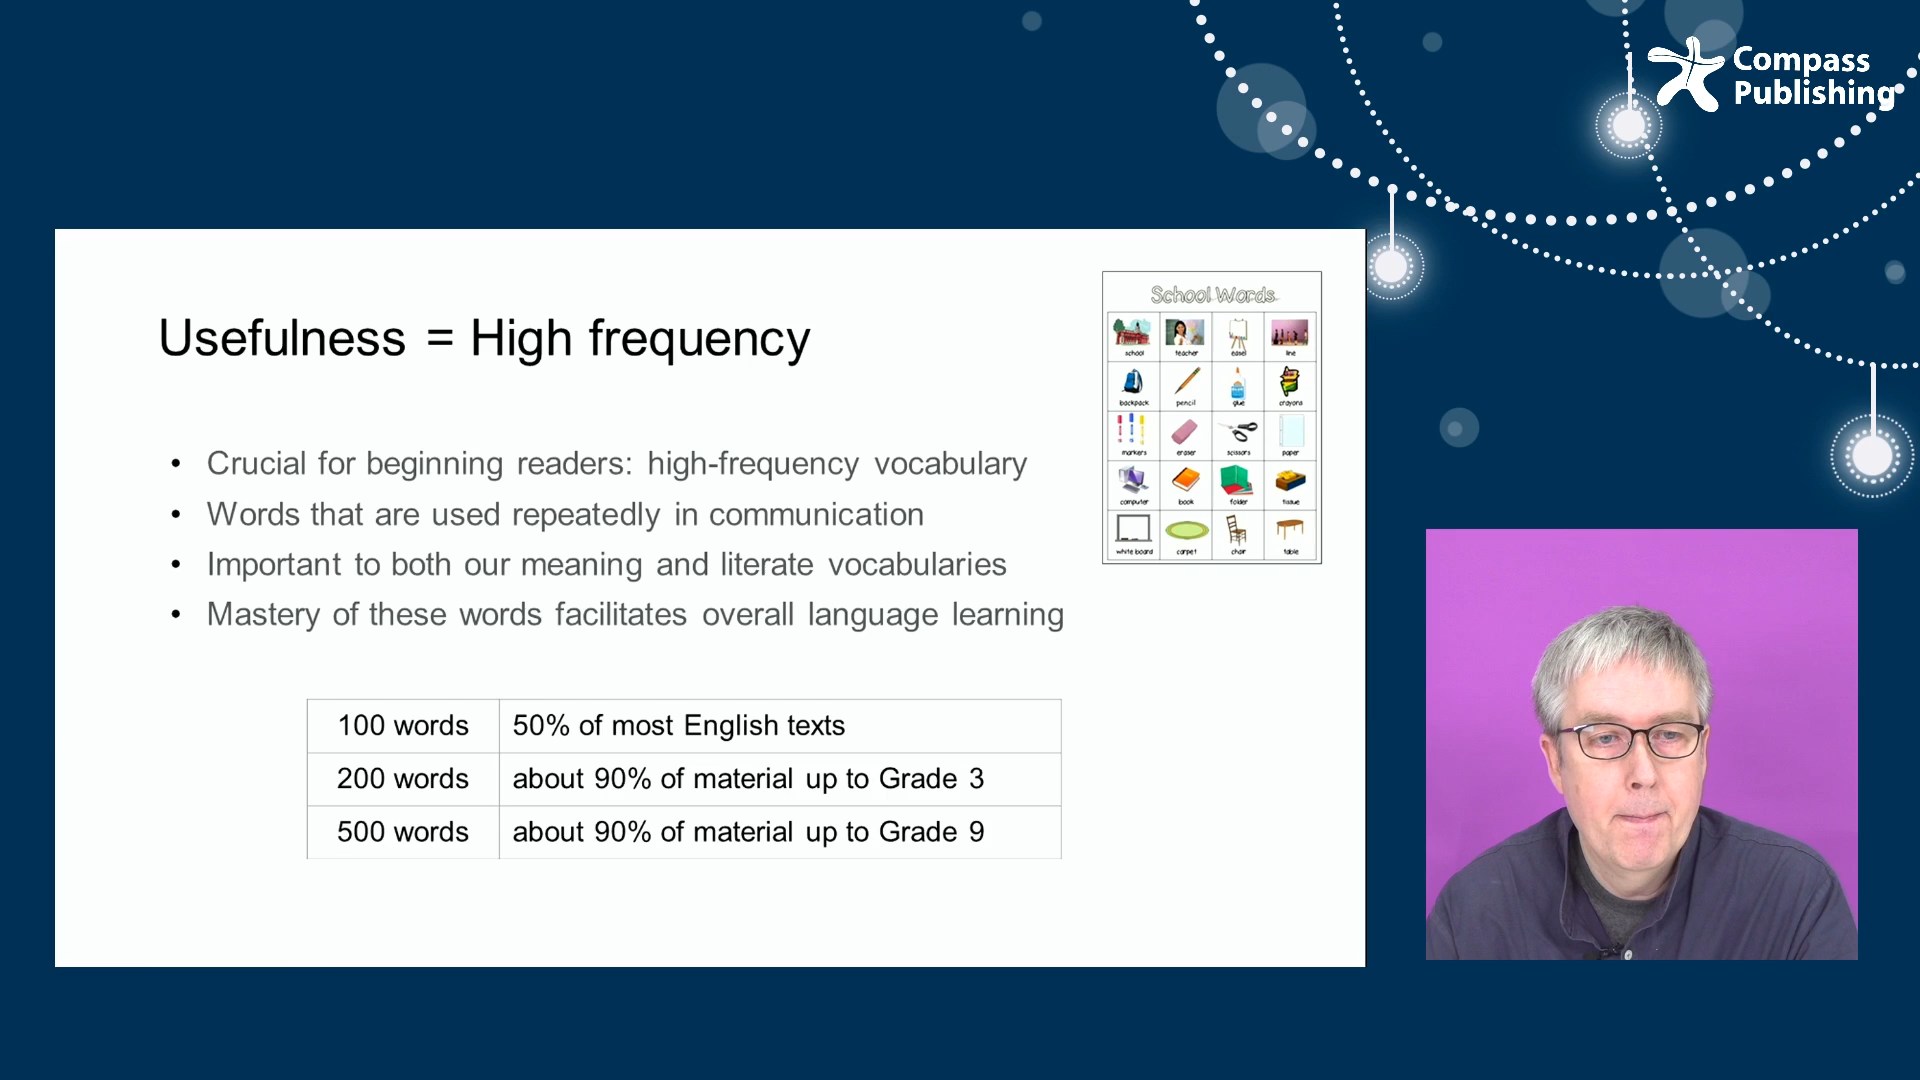 Compass
Publishing
Usefulness = High frequency
• Crucial for beginning readers: high-frequency vocabulary
• Words that are used repeatedly in communication
• Important to both our meaning and literate vocabularies
• Mastery of these words facilitates overall language learning
School Words
school teacher easel line
backpack pencil glue crayons
markers eraser scissors paper
computer book folder tissue
white board carpet chair table
100 words 50% of most English texts
200 words about 90% of material up to Grade 3
500 words about 90% of material up to Grade 9